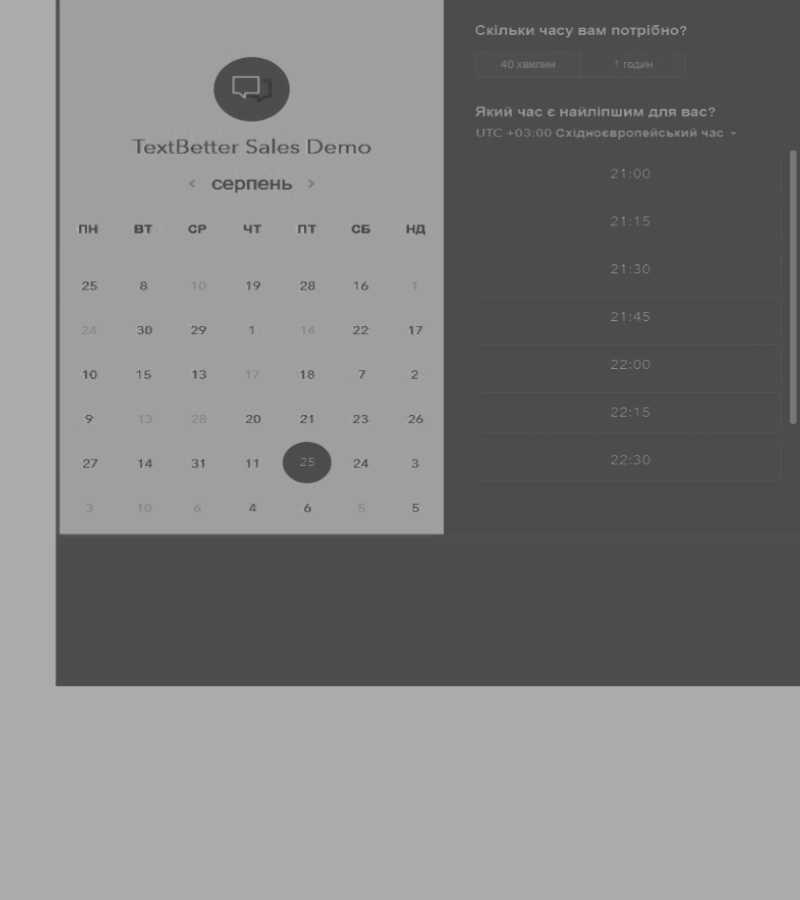 TextBetter Sales Demo
серпень
ПН ВТ СР ЧТ ПТ СБ НД
25 8 10 19 28 16 1
24 30 29 1 14 22 17
10 15 13 17 18 7 2
9 13 28 20 21 23 26
27 14 31 11 25 24 3
3 10 6 4 6 5 5
Скільки часу вам потрібно?
40 хвилин 1 годин
Який час є найліпшим для вас?
UTC +03:00 Східноєвропейський час
21:00
21:15
21:30
21:45
22:00
22:15
22:30